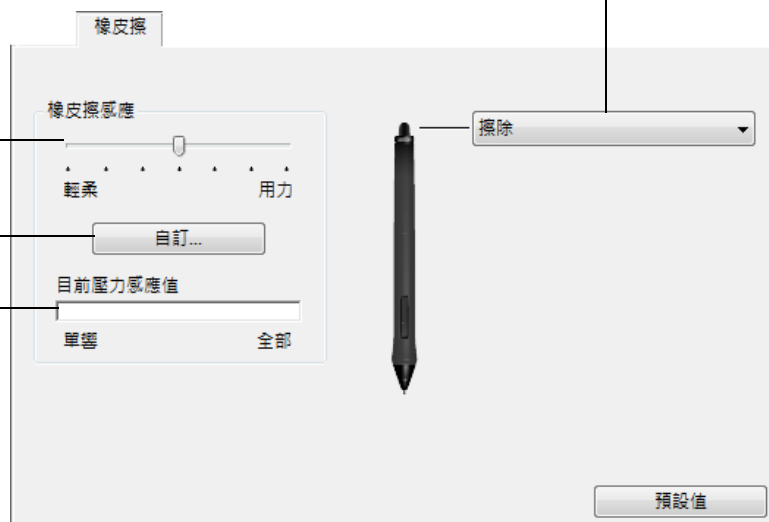 橡皮擦
橡皮擦感應
擦除
輕柔 用力
自訂...
目前壓力感應值
單響 全部
預設值